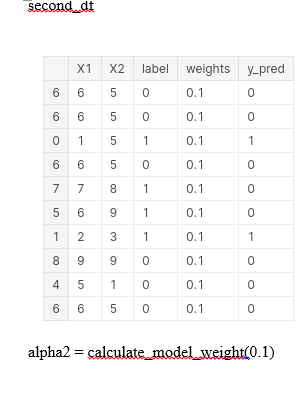 second_df
X1 X2 label weights y_pred
6 6 5 0 0.1 0
6 6 5 0 0.1 0
0 1 5 1 0.1 1
6 6 5 0 0.1 0
7 7 8 1 0.1 0
5 6 9 1 0.1 0
1 2 3 1 0.1 1
8 9 9 0 0.1 0
4 5 1 0 0.1 0
6 6 5 0 0.1 0
alpha2 = calculate_model_weight(0.1)